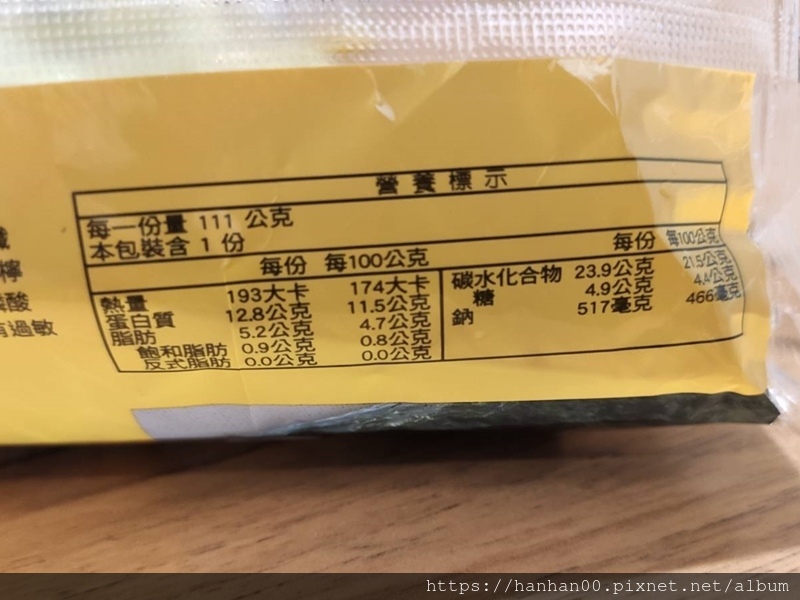 營養標示
每一份量 111 公克
本包裝含 1 份
每份 每100公克
熱量 193大卡 174大卡
蛋白質 12.8公克 11.5公克
脂肪 5.2公克 4.7公克
飽和脂肪 0.9公克 0.8公克
反式脂肪 0.0公克 0.0公克
每份 每100公克
碳水化合物 23.9公克 21.5公克
糖 4.9公克 4.4公克
鈉 517毫克 466毫克
檸
磷酸
有過敏
https://hanhan00.pixnet.net/album